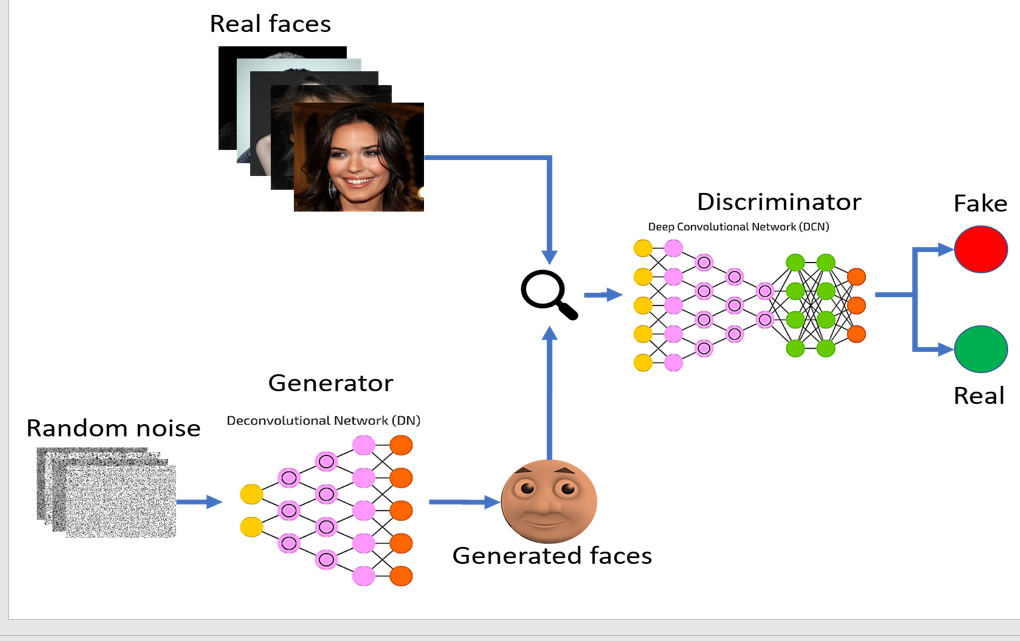 Real faces
Discriminator
Deep Convolutional Network (DCN)
Fake
Real
Generator
Deconvolutional Network (DN)
Random noise
Generated faces